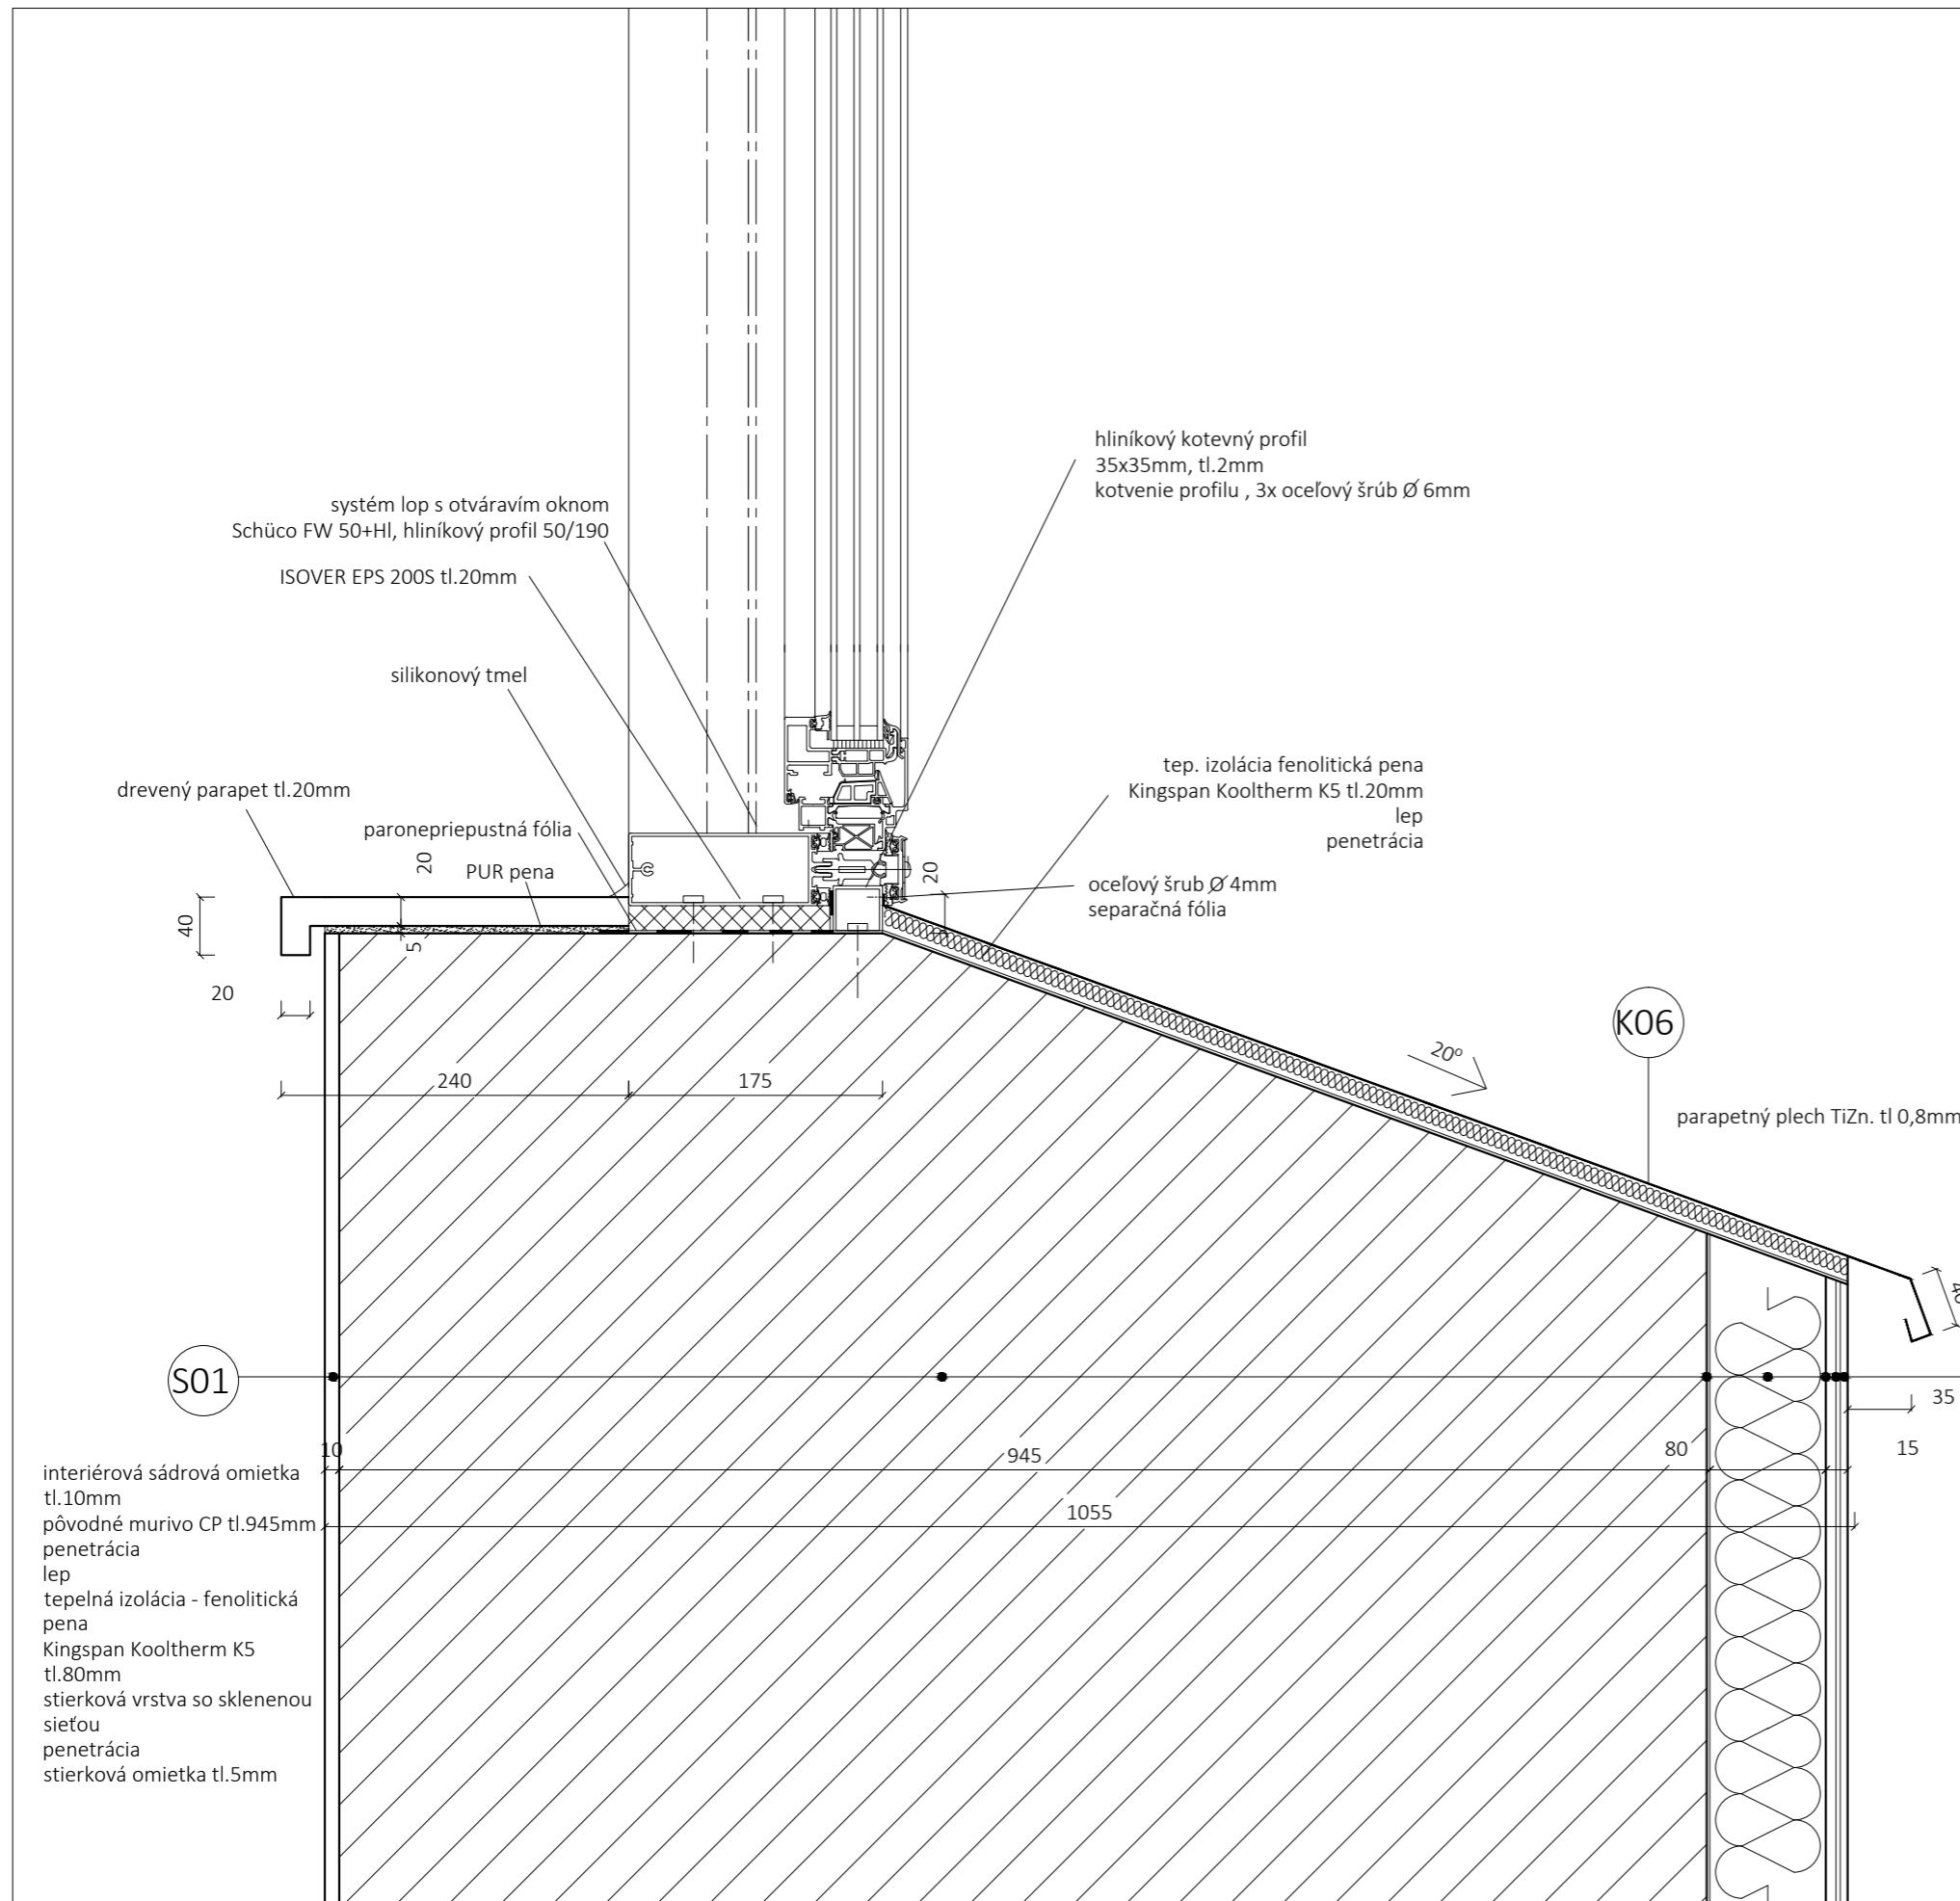 hliníkový kotevný profil
35x35mm, tl.2mm
kotvenie profilu , 3x oceľový šrúb Ø 6mm
systém lop s otváravím oknom
Schüco FW 50+Hl, hliníkový profil 50/190
ISOVER EPS 200S tl.20mm
silikonový tmel
drevený parapet tl.20mm
paronepriepustná fólia
PUR pena
tep. izolácia fenolitická pena
Kingspan Kooltherm K5 tl.20mm
lep
penetrácia
oceľový šrub Ø 4mm
separačná fólia
20
20
40
5
20
240
175
20º
K06
parapetný plech TiZn. tl 0,8mm
40
S01
35
10
945
80
15
1055
interiérová sádrová omietka
tl.10mm
pôvodné murivo CP tl.945mm
penetrácia
lep
tepelná izolácia - fenolitická
pena
Kingspan Kooltherm K5
tl.80mm
stierková vrstva so sklenenou
sieťou
penetrácia
stierková omietka tl.5mm